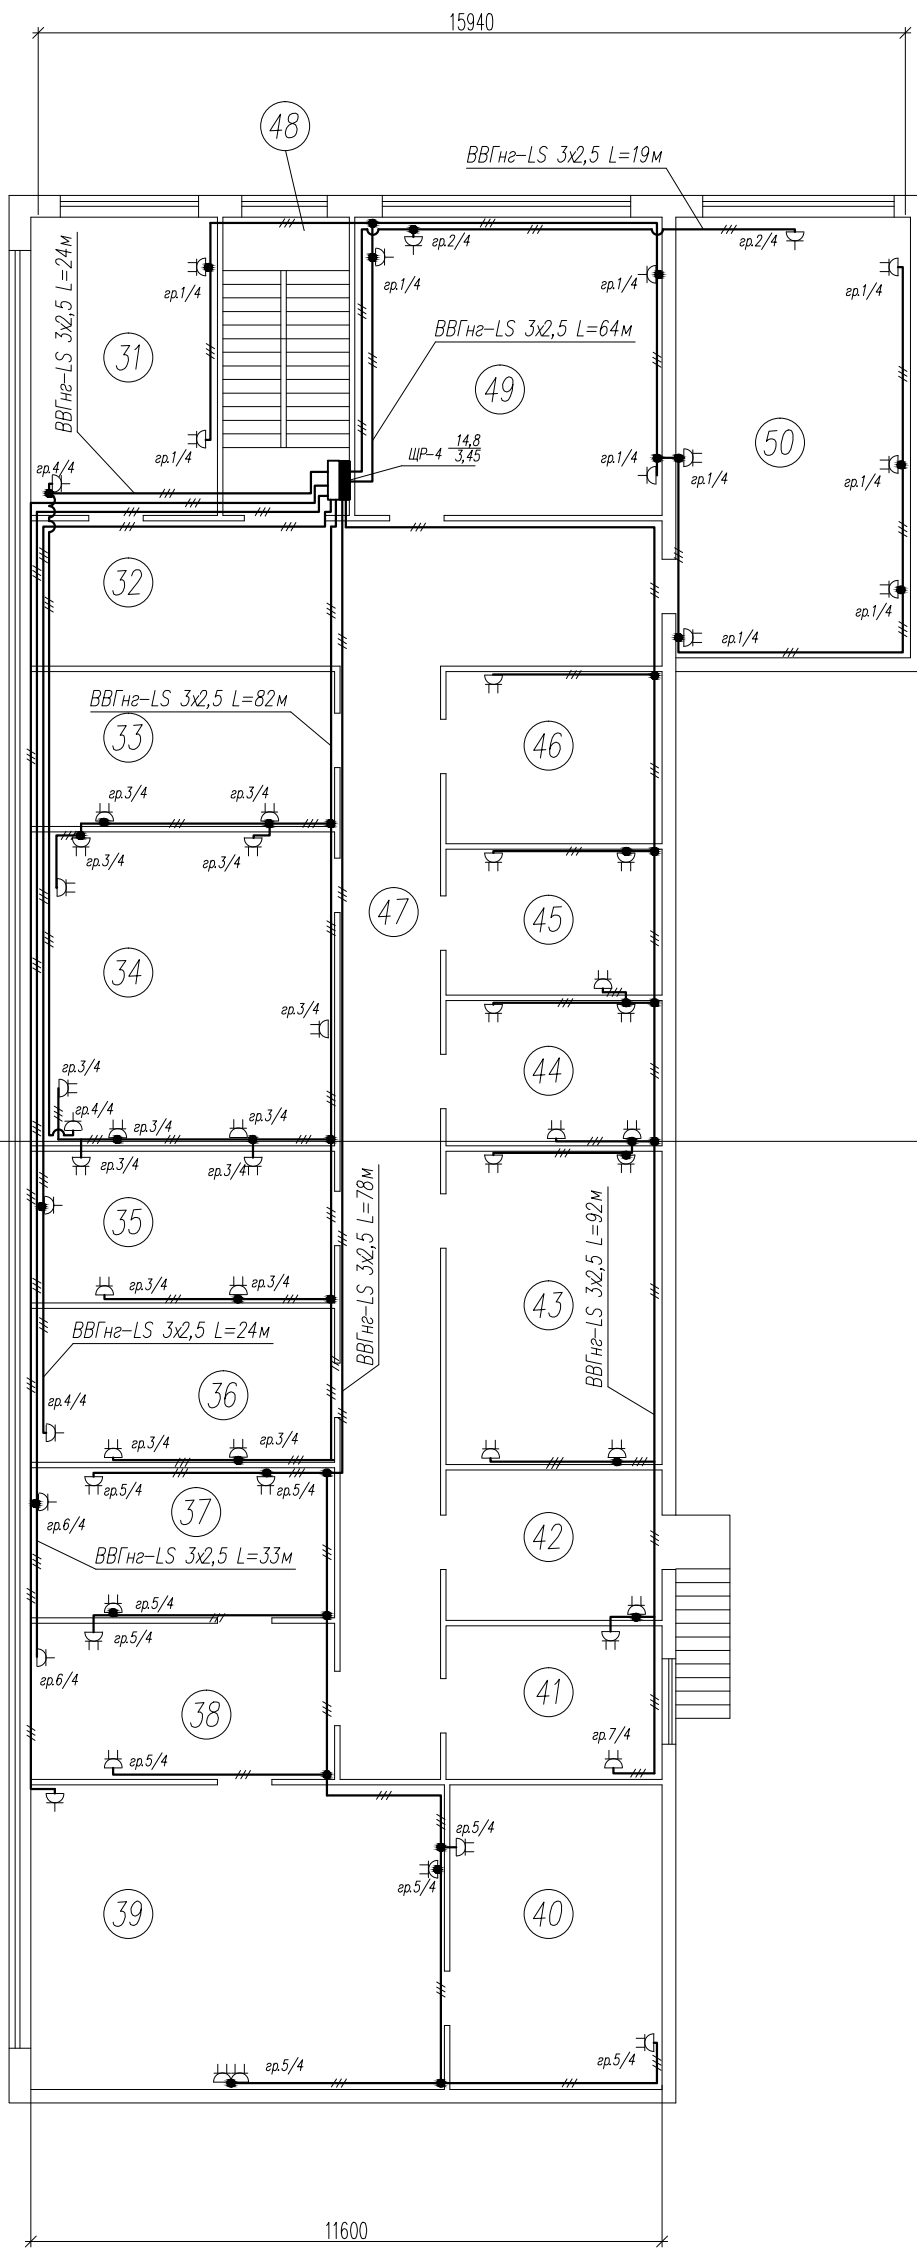 15940
48
ВВГнг-LS 3х2,5 L=19м
ВВГнг-LS 3х2,5 L=24м
гр.2/4
гр.2/4
гр.1/4
гр.1/4
гр.1/4
гр.1/4
31
ВВГнг-LS 3х2,5 L=64м
49
50
гр.1/4
ЩР-4 14,8
3,45
гр.4/4
гр.1/4
гр.1/4
гр.1/4
32
гр.1/4
гр.1/4
ВВГнг-LS 3х2,5 L=82м
33
46
гр.3/4
гр.3/4
гр.3/4
гр.3/4
47
45
34
гр.3/4
гр.3/4
44
гр.4/4
гр.3/4
гр.3/4
гр.3/4
гр.3/4
ВВГнг-LS 3х2,5 L=78м
ВВГнг-LS 3х2,5 L=92м
35
гр.3/4
гр.3/4
43
ВВГнг-LS 3х2,5 L=24м
36
гр.4/4
гр.3/4
гр.3/4
гр.5/4
гр.5/4
37
гр.6/4
42
ВВГнг-LS 3х2,5 L=33м
гр.5/4
гр.5/4
гр.6/4
41
38
гр.7/4
гр.5/4
гр.5/4
гр.5/4
39
40
гр.5/4
гр.5/4
11600